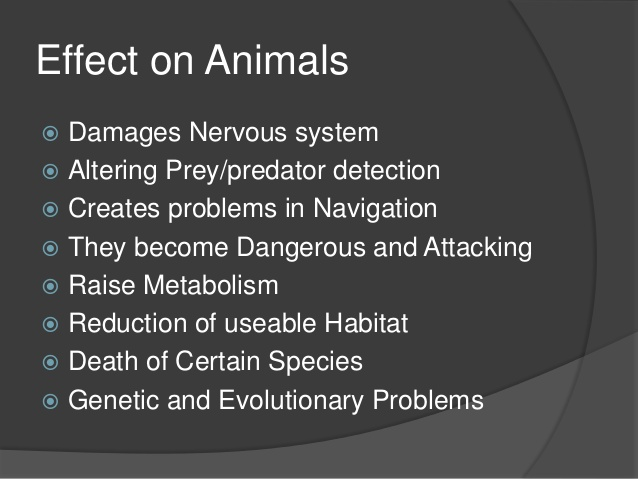 Effect on Animals
Damages Nervous system
Altering Prey/predator detection
Creates problems in Navigation
They become Dangerous and Attacking
Raise Metabolism
Reduction of useable Habitat
Death of Certain Species
Genetic and Evolutionary Problems